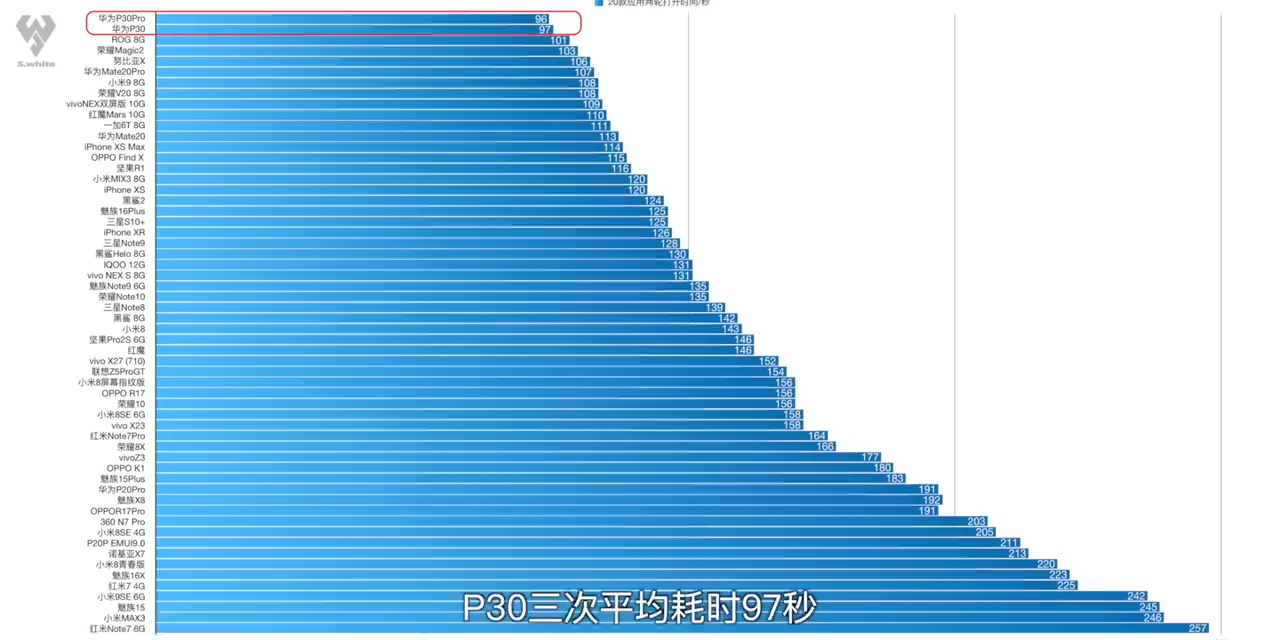 20款应用两轮打开时间/秒
S.white
华为P30Pro 96
华为P30 97
ROG 8G 101
荣耀Magic2 103
努比亚X 106
华为Mate20Pro 107
小米9 8G 108
荣耀V20 8G 108
vivoNEX双屏版 10G 109
红魔Mars 10G 110
一加6T 8G 111
华为Mate20 113
iPhone XS Max 114
OPPO Find X 115
坚果R1 116
小米MIX3 8G 120
iPhone XS 120
黑鲨2 124
魅族16Plus 125
三星S10+ 125
iPhone XR 126
三星Note9 128
黑鲨Helo 8G 130
IQOO 12G 131
vivo NEX S 8G 131
魅族Note9 6G 135
荣耀Note10 135
三星Note8 139
黑鲨 8G 142
小米8 143
坚果Pro2S 6G 146
红魔 146
vivo X27 (710) 152
联想Z5ProGT 154
小米8屏幕指纹版 156
OPPO R17 156
荣耀10 156
小米8SE 6G 158
vivo X23 158
红米Note7Pro 164
荣耀8X 166
vivoZ3 177
OPPO K1 180
魅族15Plus 183
华为P20Pro 191
魅族X8 192
OPPOR17Pro 191
360 N7 Pro 203
小米8SE 4G 205
P20P EMUI9.0 211
诺基亚X7 213
小米8青春版 220
魅族16X 223
红米7 4G 225
小米9SE 6G 242
魅族15 245
小米MAX3 246
红米Note7 6G 257
P30三次平均耗时97秒